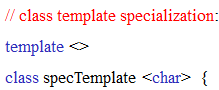 // class template specialization:
template <>
class specTemplate <char>  {